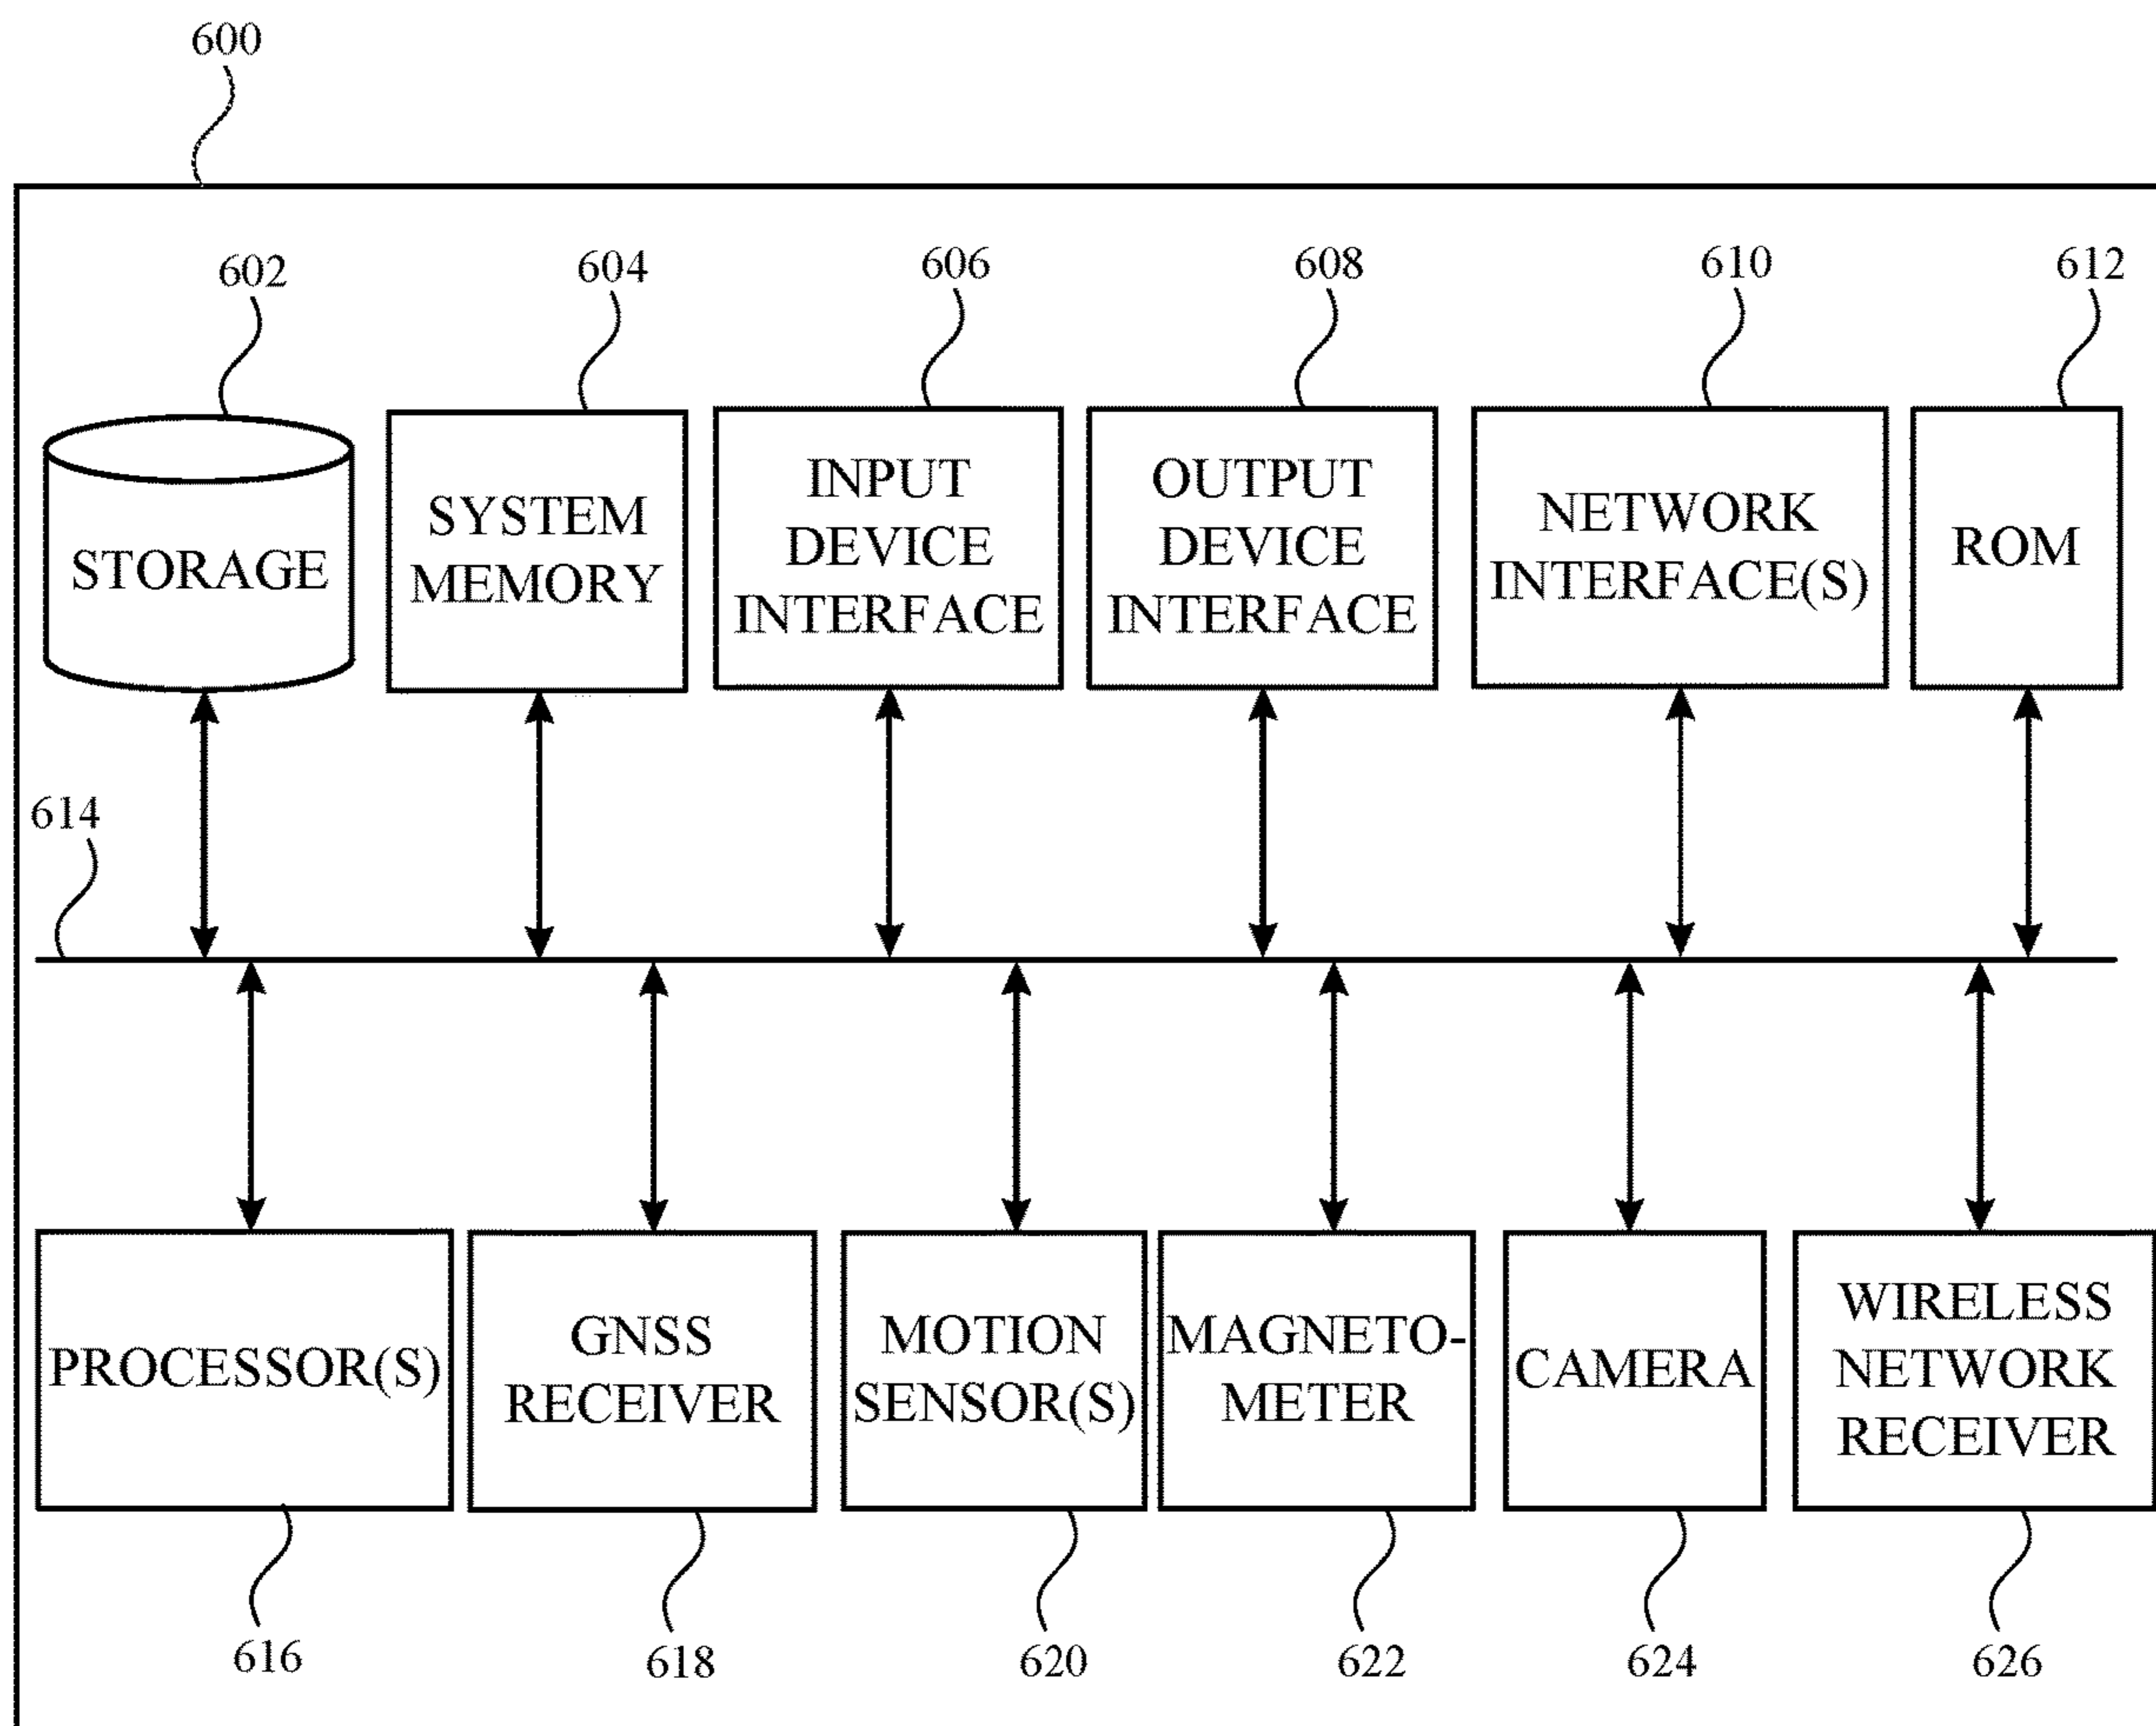 600
602
604
606
608
610
612
STORAGE
SYSTEM
MEMORY
INPUT
DEVICE
INTERFACE
OUTPUT
DEVICE
INTERFACE
NETWORK
INTERFACE(S)
ROM
614
PROCESSOR(S)
GNSS
RECEIVER
MOTION
SENSOR(S)
MAGNETO-
METER
CAMERA
WIRELESS
NETWORK
RECEIVER
616
618
620
622
624
626